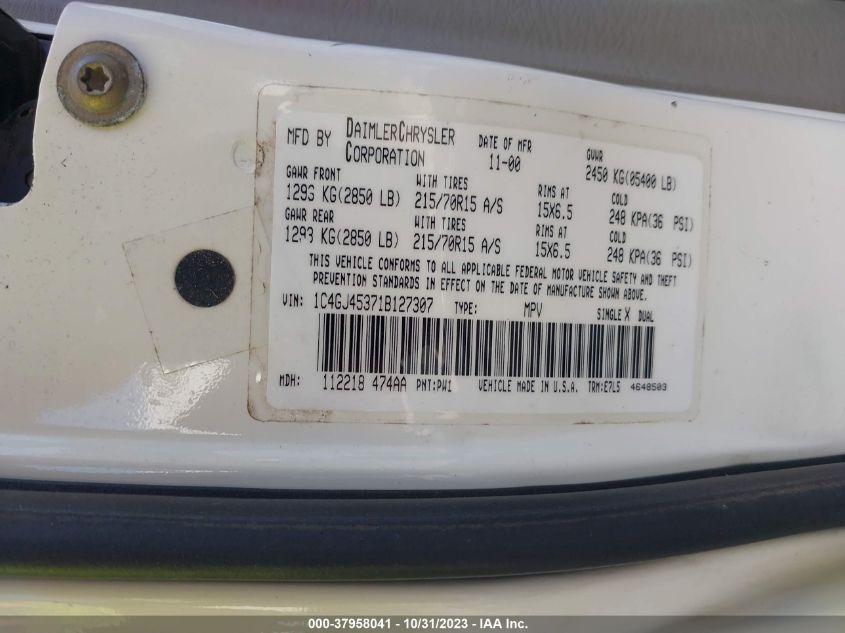 MFD BY DAIMLERCHRYSLER CORPORATION DATE OF MFR 11-00 GVWR 2450 KG(05400 LB)
GAWR FRONT WITH TIRES RIMS AT COLD
1293 KG(2850 LB) 215/70R15 A/S 15X6.5 248 KPA(36 PSI)
GAWR REAR WITH TIRES RIMS AT COLD
1293 KG(2850 LB) 215/70R15 A/S 15X6.5 248 KPA(36 PSI)
THIS VEHICLE CONFORMS TO ALL APPLICABLE FEDERAL MOTOR VEHICLE SAFETY AND THEFT
PREVENTION STANDARDS IN EFFECT ON THE DATE OF MANUFACTURE SHOWN ABOVE.
VIN: 1C4GJ45371B127307 TYPE: MPV SINGLE X DUAL
MDH: 112218 474AA PNT:PW1 VEHICLE MADE IN U.S.A. TRM:E7L5 4648503
000-37958041 - 10/31/2023 - IAA Inc.